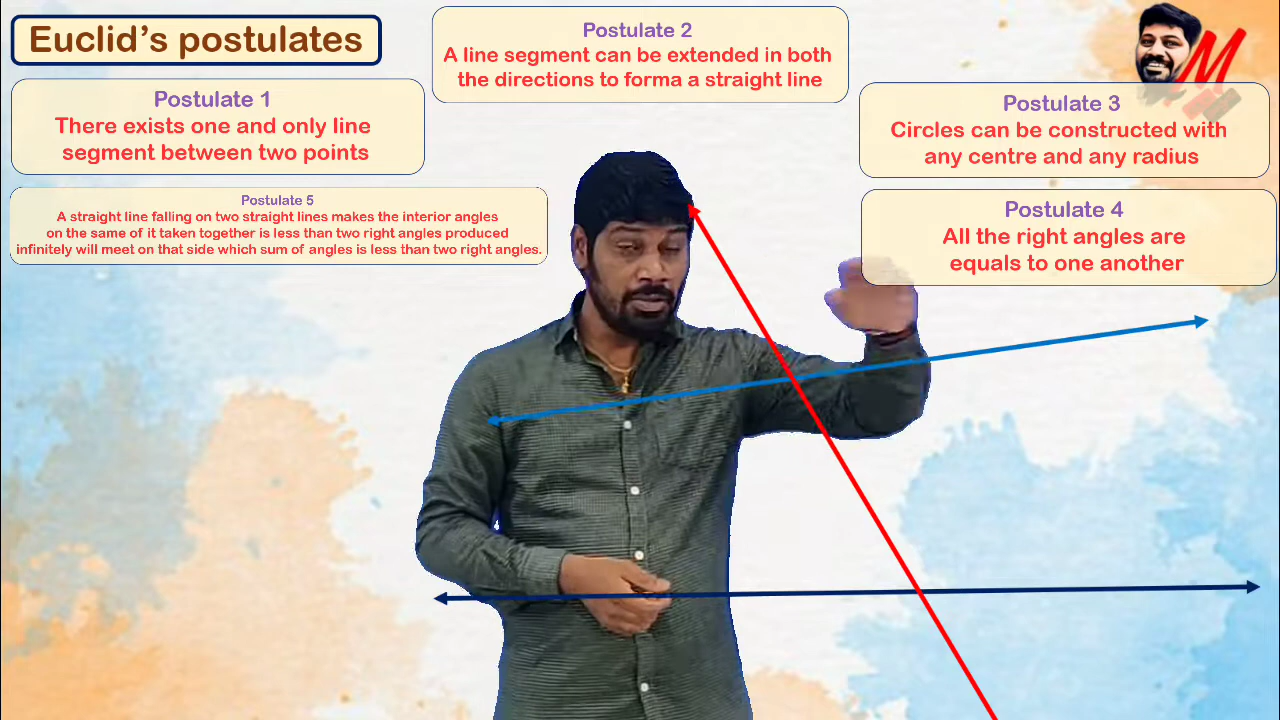 Euclid's postulates
Postulate 1
There exists one and only line
segment between two points
Postulate 2
A line segment can be extended in both
the directions to forma a straight line
Postulate 3
Circles can be constructed with
any centre and any radius
Postulate 4
All the right angles are
equals to one another
Postulate 5
A straight line falling on two straight lines makes the interior angles
on the same of it taken together is less than two right angles produced
infinitely will meet on that side which sum of angles is less than two right angles.
M